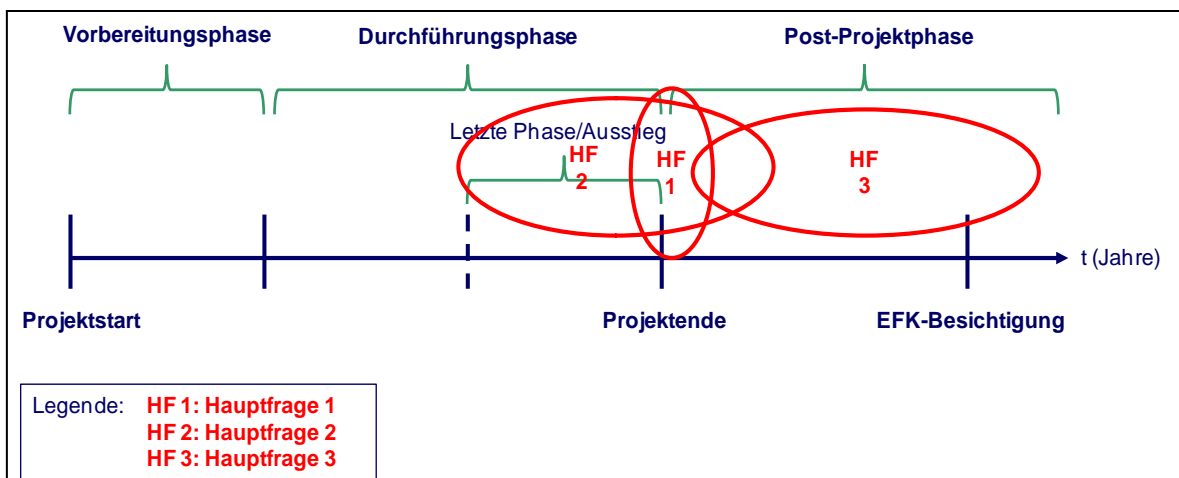 Vorbereitungsphase
Durchführungsphase
Post-Projektphase
Letzte Phase/Ausstieg
HF
2
HF
1
HF
3
t (Jahre)
Projektstart
Projektende
EFK-Besichtigung
Legende: HF 1: Hauptfrage 1
HF 2: Hauptfrage 2
HF 3: Hauptfrage 3